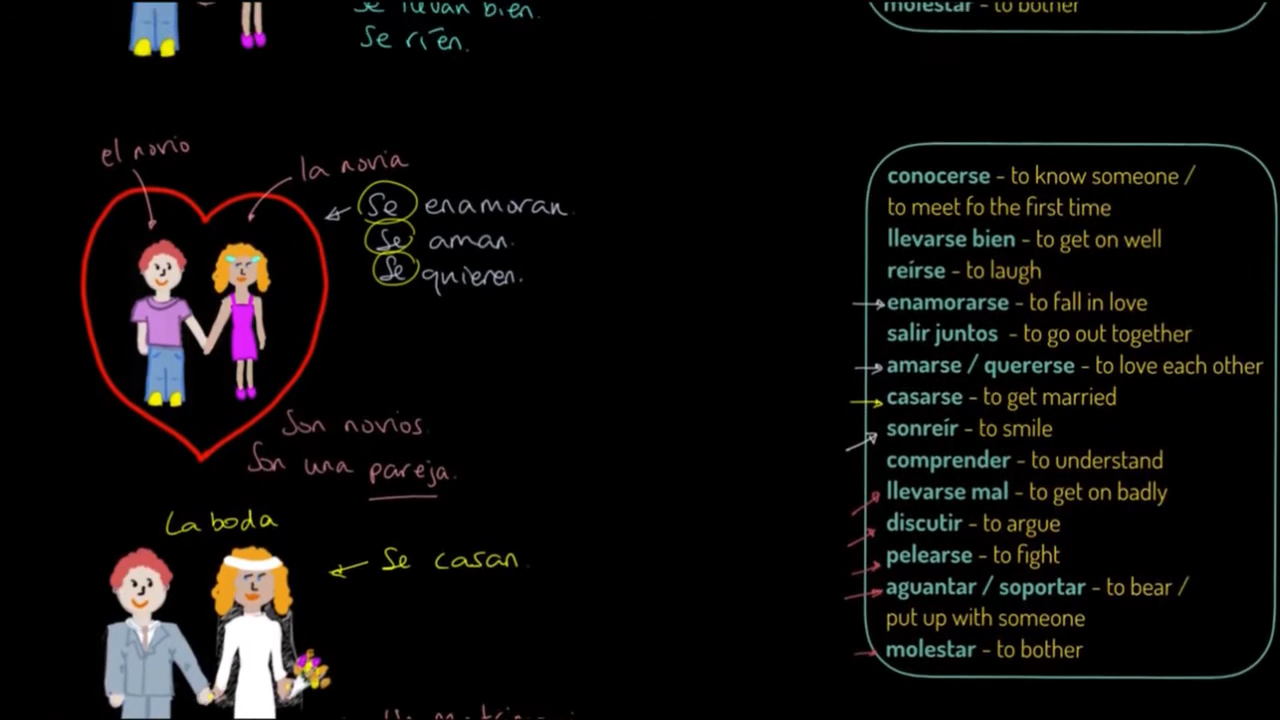 Se llevan bien.
Se ríen.
el novio
la novia
Se enamoran.
Se aman.
Se quieren.
Son novios.
Son una pareja.
La boda
Se casan.
molestar - to bother
conocerse - to know someone /
to meet fo the first time
llevarse bien - to get on well
reírse - to laugh
enamorarse - to fall in love
salir juntos - to go out together
amarse / quererse - to love each other
casarse - to get married
sonreír - to smile
comprender - to understand
llevarse mal - to get on badly
discutir - to argue
pelearse - to fight
aguantar / soportar - to bear /
put up with someone
molestar - to bother